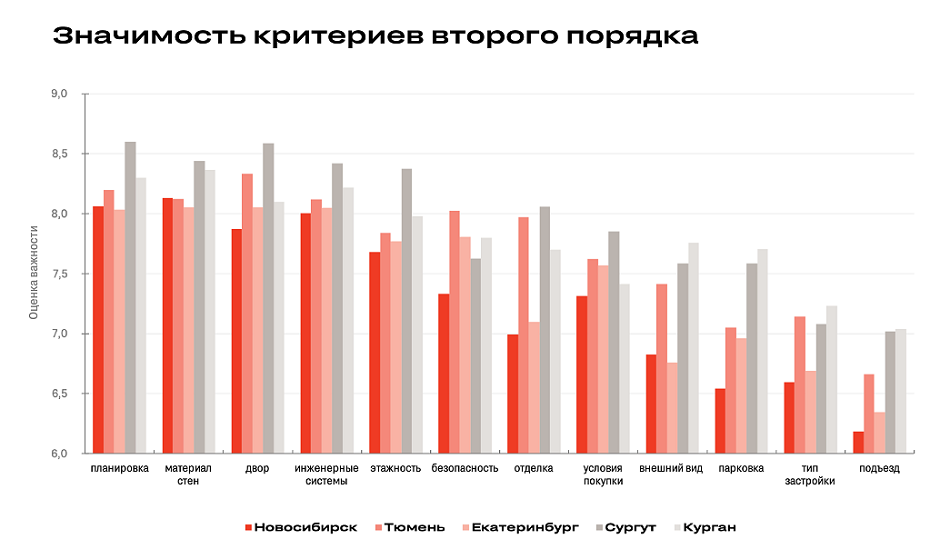 Значимость критериев второго порядка
9,0
8,5
8,0
7,5
7,0
6,5
6,0
Оценка важности
планировка
материал
стен
двор
инженерные
системы
этажность
безопасность
отделка
условия
покупки
внешний вид
парковка
тип
застройки
подъезд
Новосибирск Тюмень Екатеринбург Сургут Курган